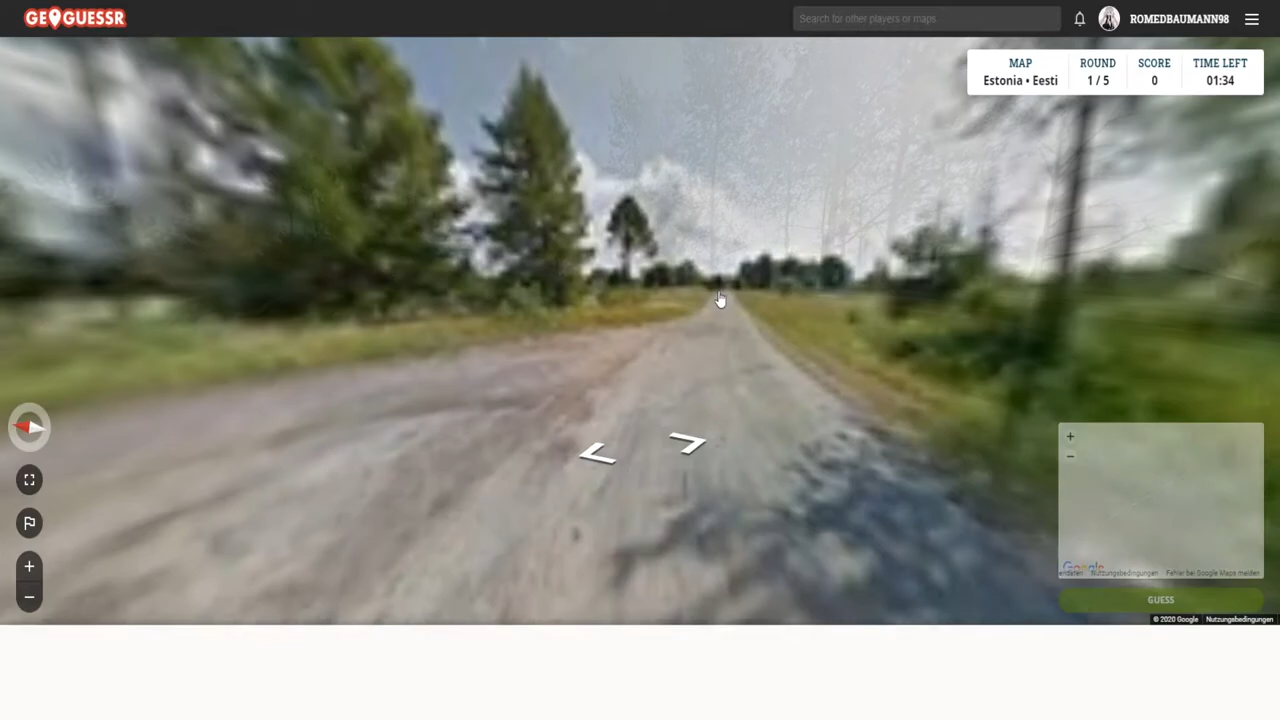 GEOGUESSR
Search for other players or maps
ROMEDBAUMANN98
MAP ROUND SCORE TIME LEFT
Estonia • Eesti 1 / 5 0 01:34
+
−
Google
Nutzungsbedingungen Fehler bei Google Maps melden
GUESS
+
−
© 2020 Google Nutzungsbedingungen